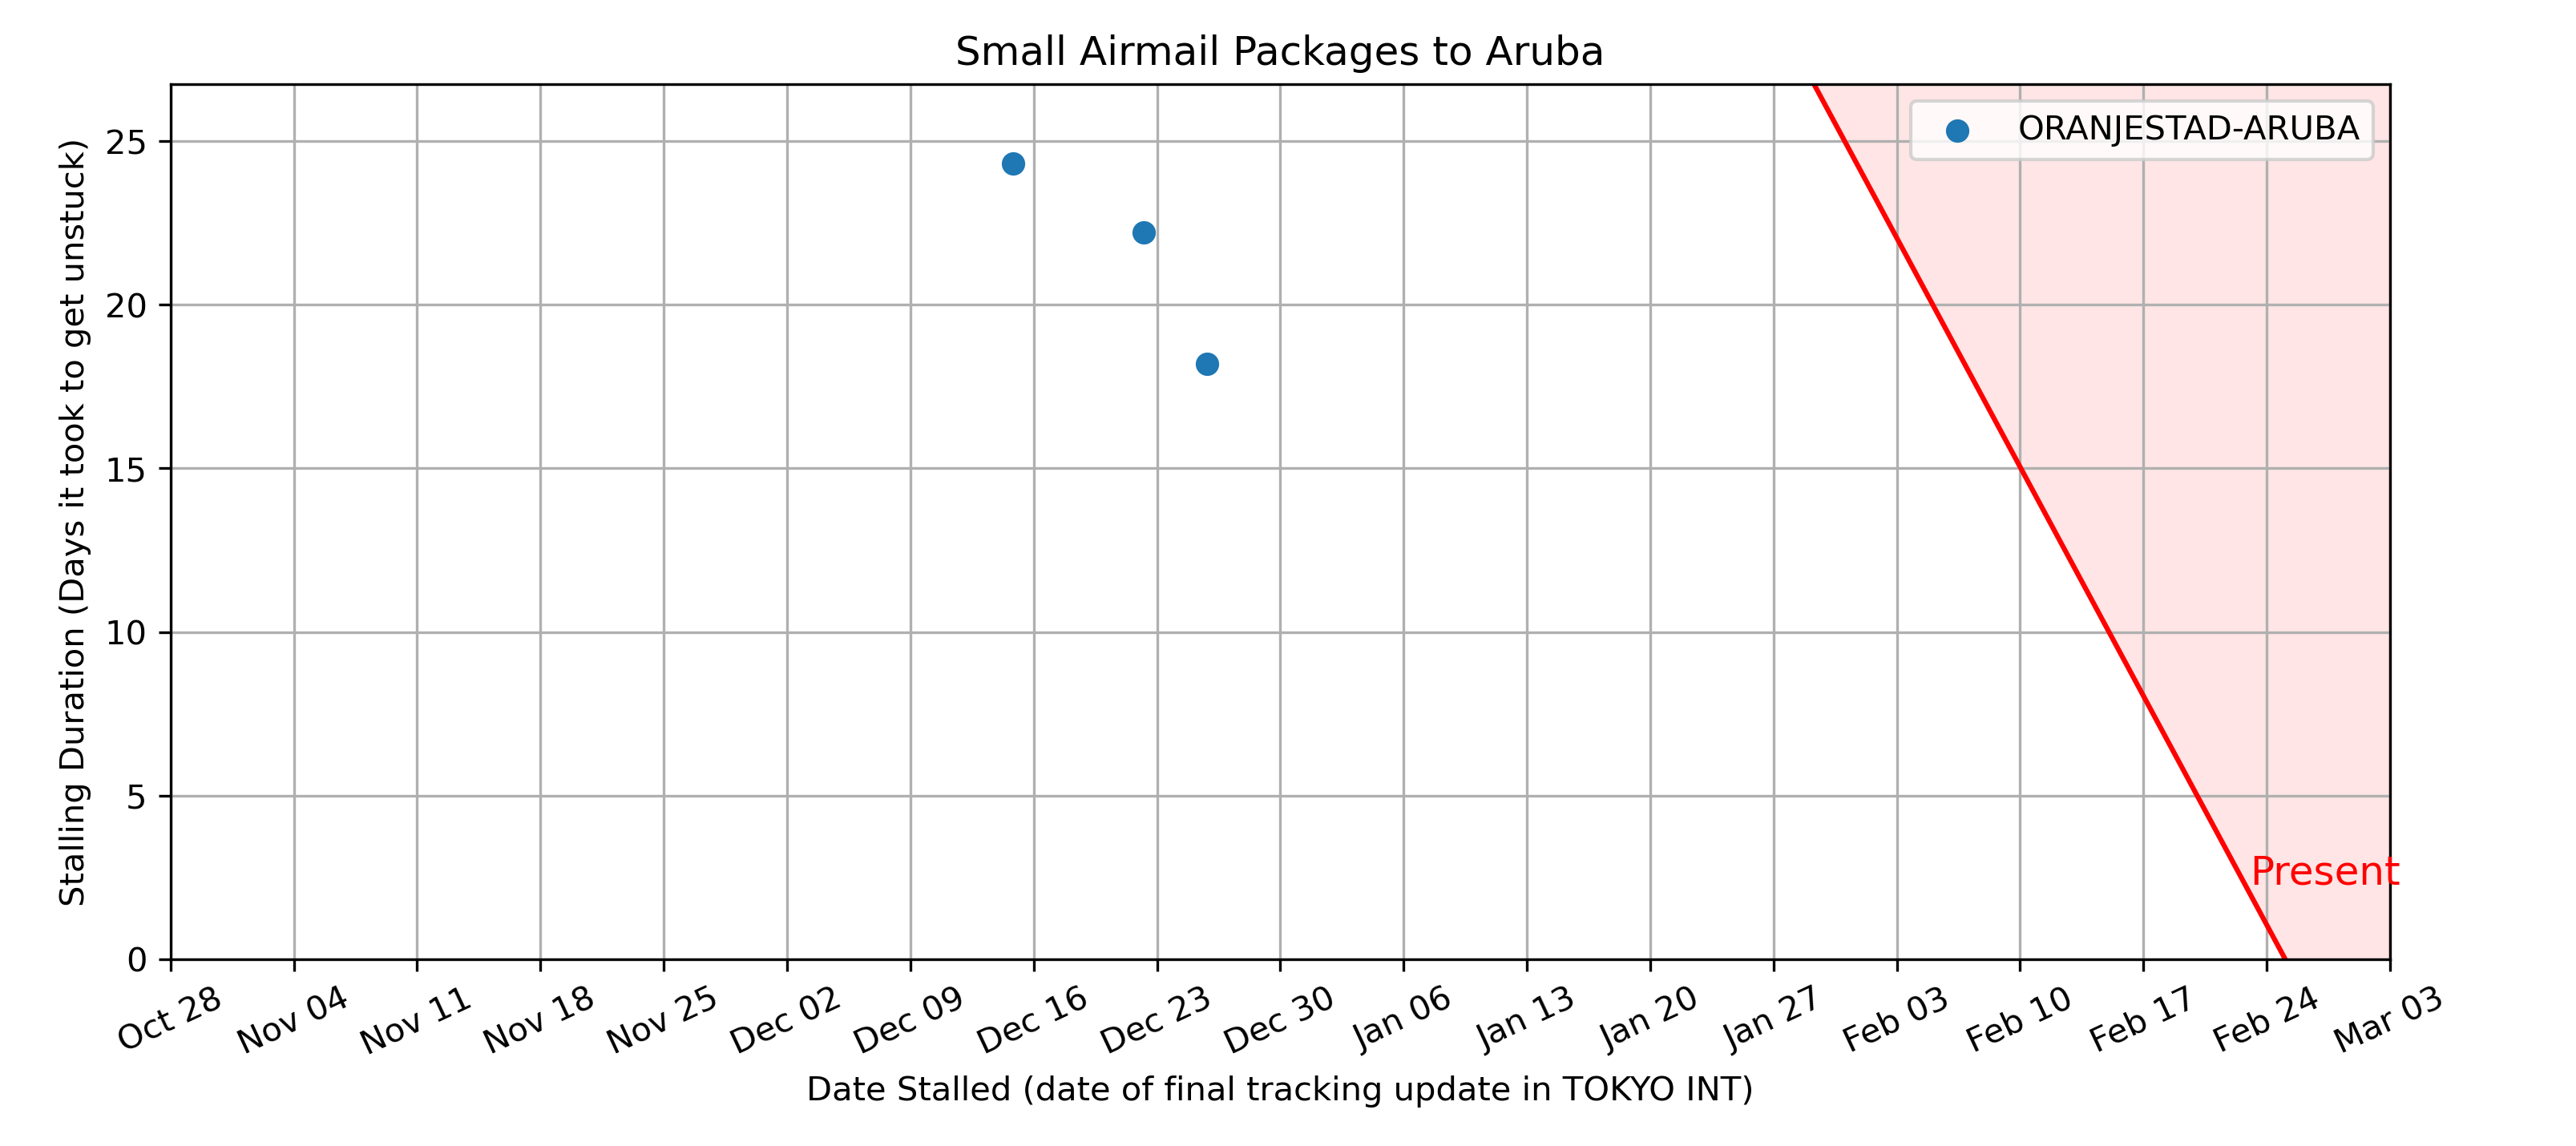 Small Airmail Packages to Aruba
ORANJESTAD-ARUBA
Stalling Duration (Days it took to get unstuck)
25
20
15
10
5
0
Present
Oct 28 Nov 04 Nov 11 Nov 18 Nov 25 Dec 02 Dec 09 Dec 16 Dec 23 Dec 30 Jan 06 Jan 13 Jan 20 Jan 27 Feb 03 Feb 10 Feb 17 Feb 24 Mar 03
Date Stalled (date of final tracking update in TOKYO INT)